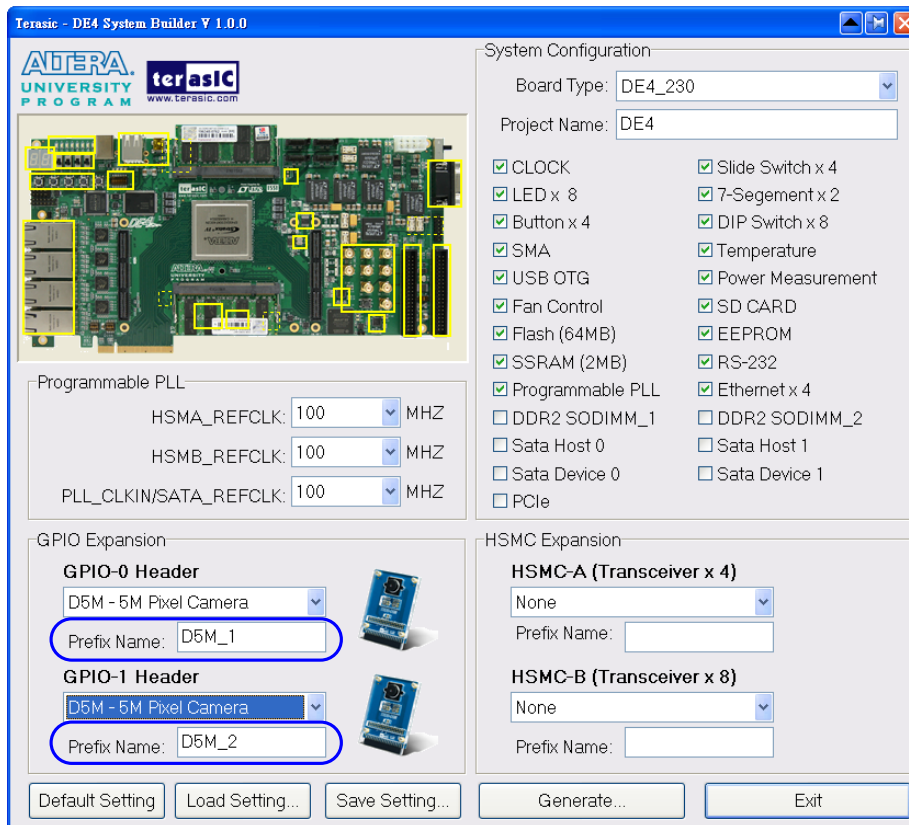 Terasic - DE4 System Builder V 1.0.0
ALTERA.
UNIVERSITY
PROGRAM
terasIC
www.terasic.com
System Configuration
Board Type: DE4_230
Project Name: DE4
CLOCK
Slide Switch x 4
LED x 8
7-Segement x 2
Button x 4
DIP Switch x 8
SMA
Temperature
USB OTG
Power Measurement
Fan Control
SD CARD
Flash (64MB)
EEPROM
SSRAM (2MB)
RS-232
Programmable PLL
Ethernet x 4
DDR2 SODIMM_1
DDR2 SODIMM_2
Sata Host 0
Sata Host 1
Sata Device 0
Sata Device 1
PCIe
Programmable PLL
HSMA_REFCLK: 100 MHZ
HSMB_REFCLK: 100 MHZ
PLL_CLKIN/SATA_REFCLK: 100 MHZ
GPIO Expansion
GPIO-0 Header
D5M - 5M Pixel Camera
Prefix Name: D5M_1
GPIO-1 Header
D5M - 5M Pixel Camera
Prefix Name: D5M_2
HSMC Expansion
HSMC-A (Transceiver x 4)
None
Prefix Name:
HSMC-B (Transceiver x 8)
None
Prefix Name:
Default Setting
Load Setting...
Save Setting...
Generate...
Exit